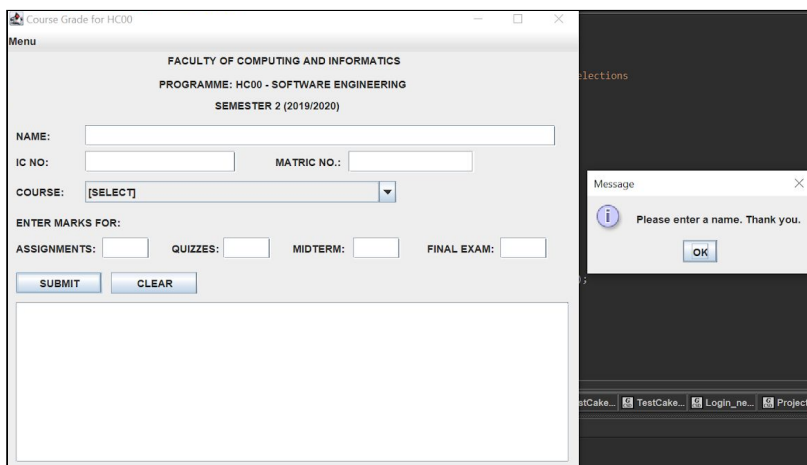 Course Grade for HC00
Menu
FACULTY OF COMPUTING AND INFORMATICS
PROGRAMME: HC00 - SOFTWARE ENGINEERING
SEMESTER 2 (2019/2020)
NAME:
IC NO: MATRIC NO.:
COURSE: [SELECT]
ENTER MARKS FOR:
ASSIGNMENTS: QUIZZES: MIDTERM: FINAL EXAM:
SUBMIT CLEAR
elections
Message
Please enter a name. Thank you.
OK
);
stCake... TestCake... Login_ne... Project